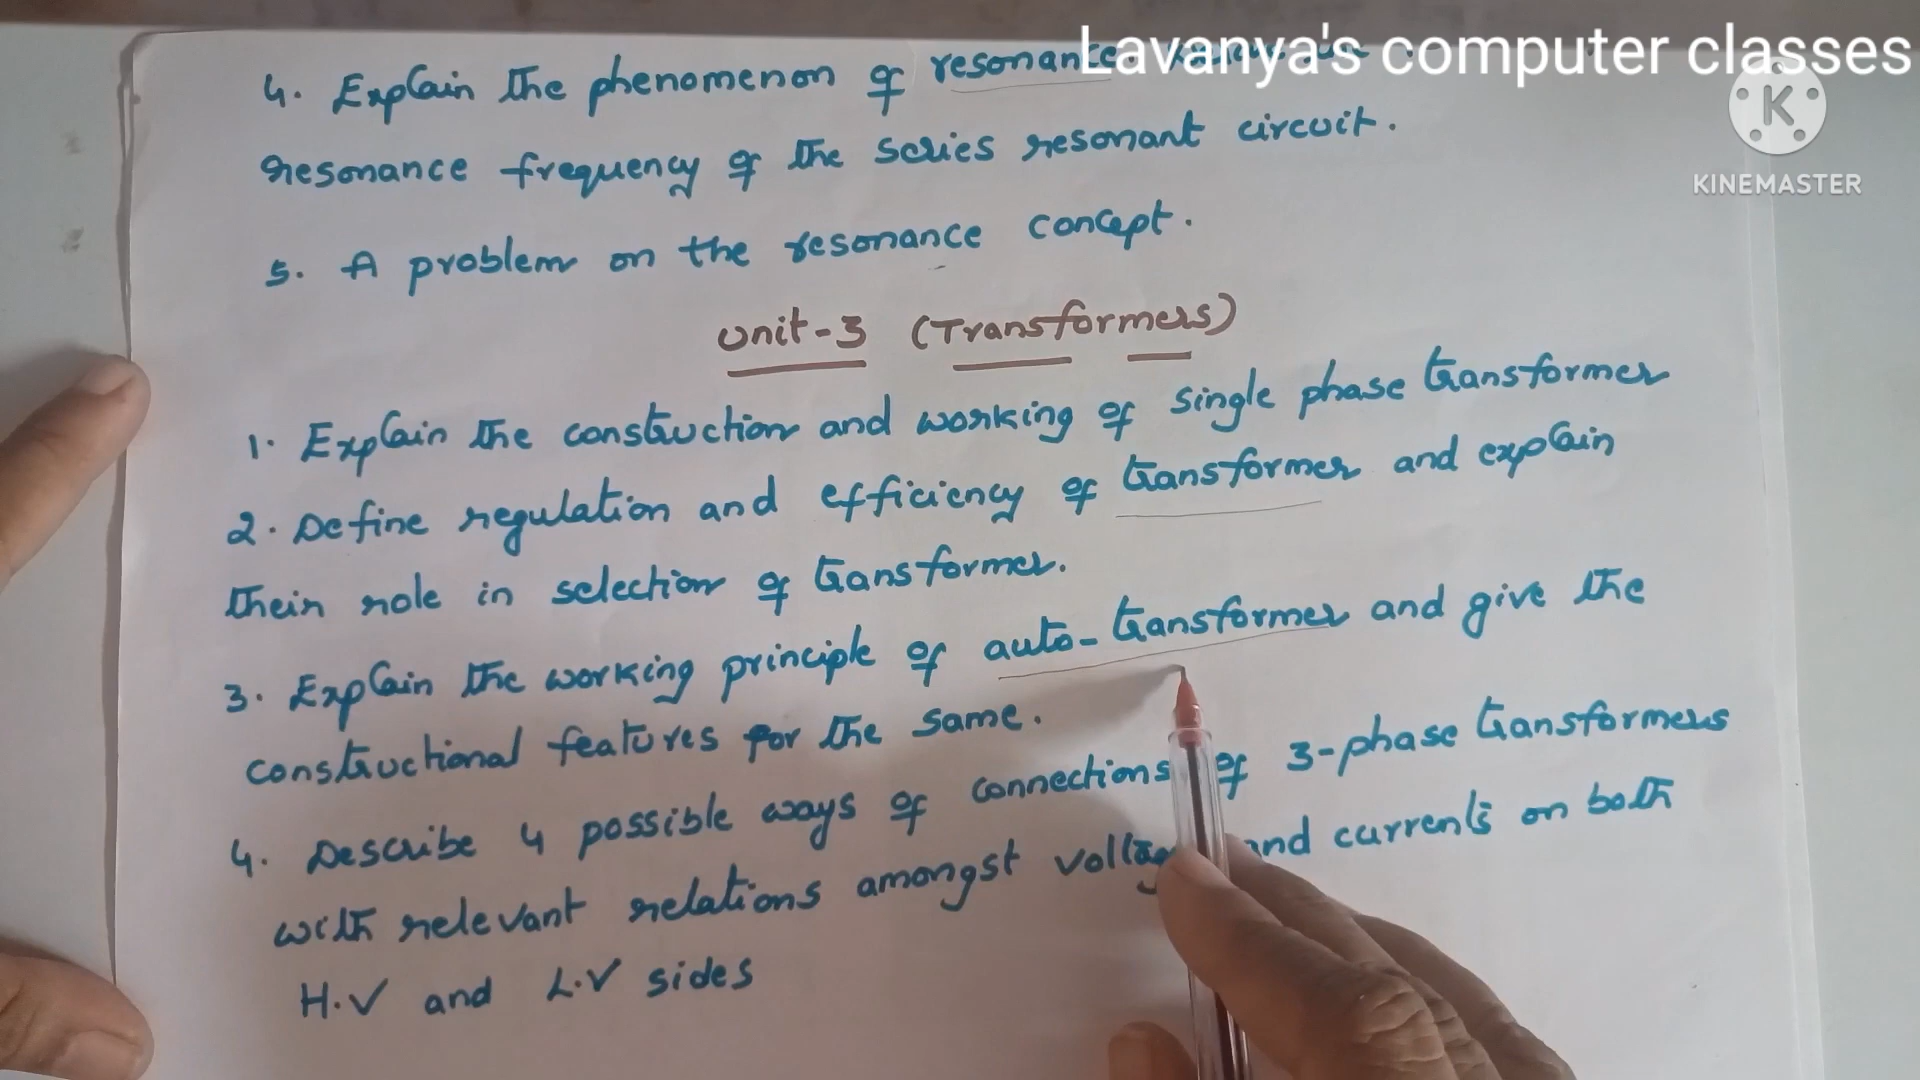 Lavanya's computer classes
KINEMASTER
4. Explain the phenomenon of resonance
resonance frequency of the series resonant circuit.
5. A problem on the resonance concept.
Unit-3 (Transformers)
1. Explain the construction and working of single phase transformer
2. Define regulation and efficiency of transformer and explain
their role in selection of transformer.
3. Explain the working principle of auto-transformer and give the
constructional features for the same.
4. Describe 4 possible ways of connections of 3-phase transformers
with relevant relations amongst and currents on both
H.V and L.V sides